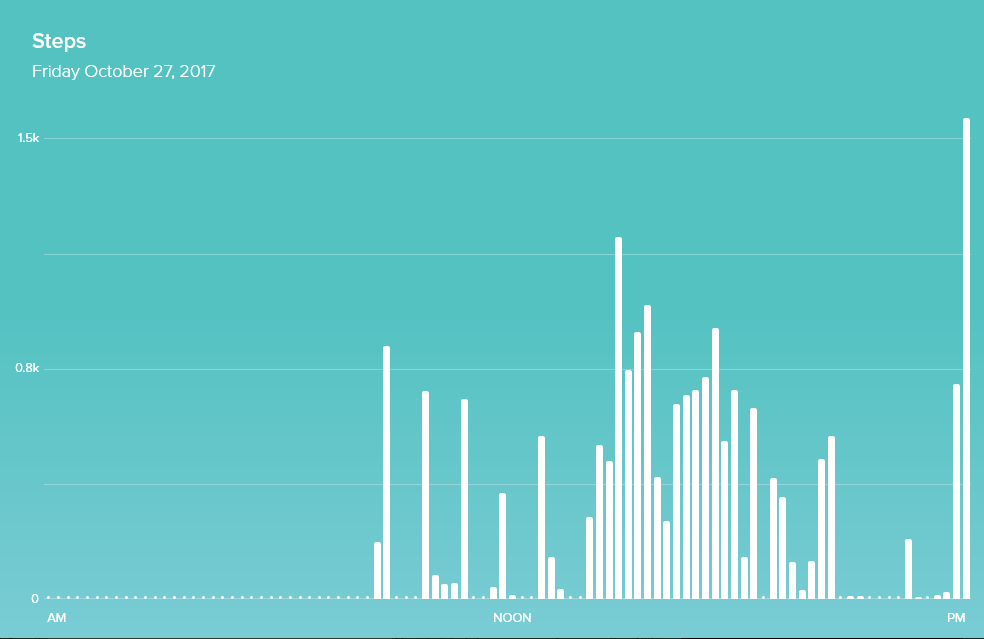 Steps
Friday October 27, 2017
1.5k
0.8k
0
AM NOON PM